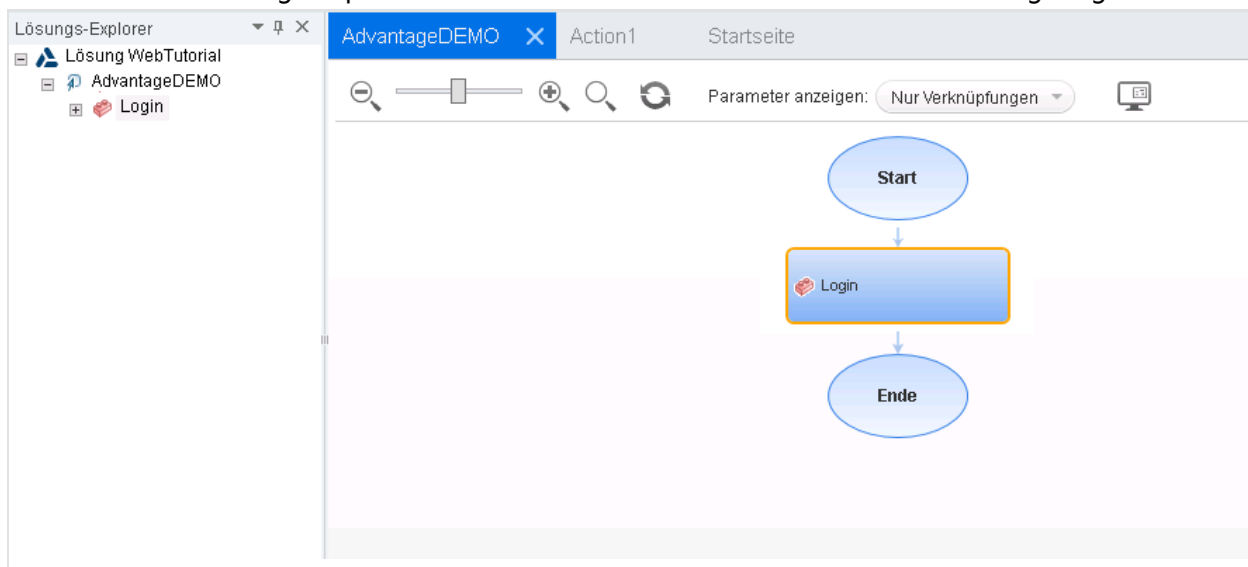 Lösungs-Explorer
Lösung WebTutorial
AdvantageDEMO
Login
AdvantageDEMO Action1 Startseite
Parameter anzeigen: Nur Verknüpfungen
Start
Login
Ende